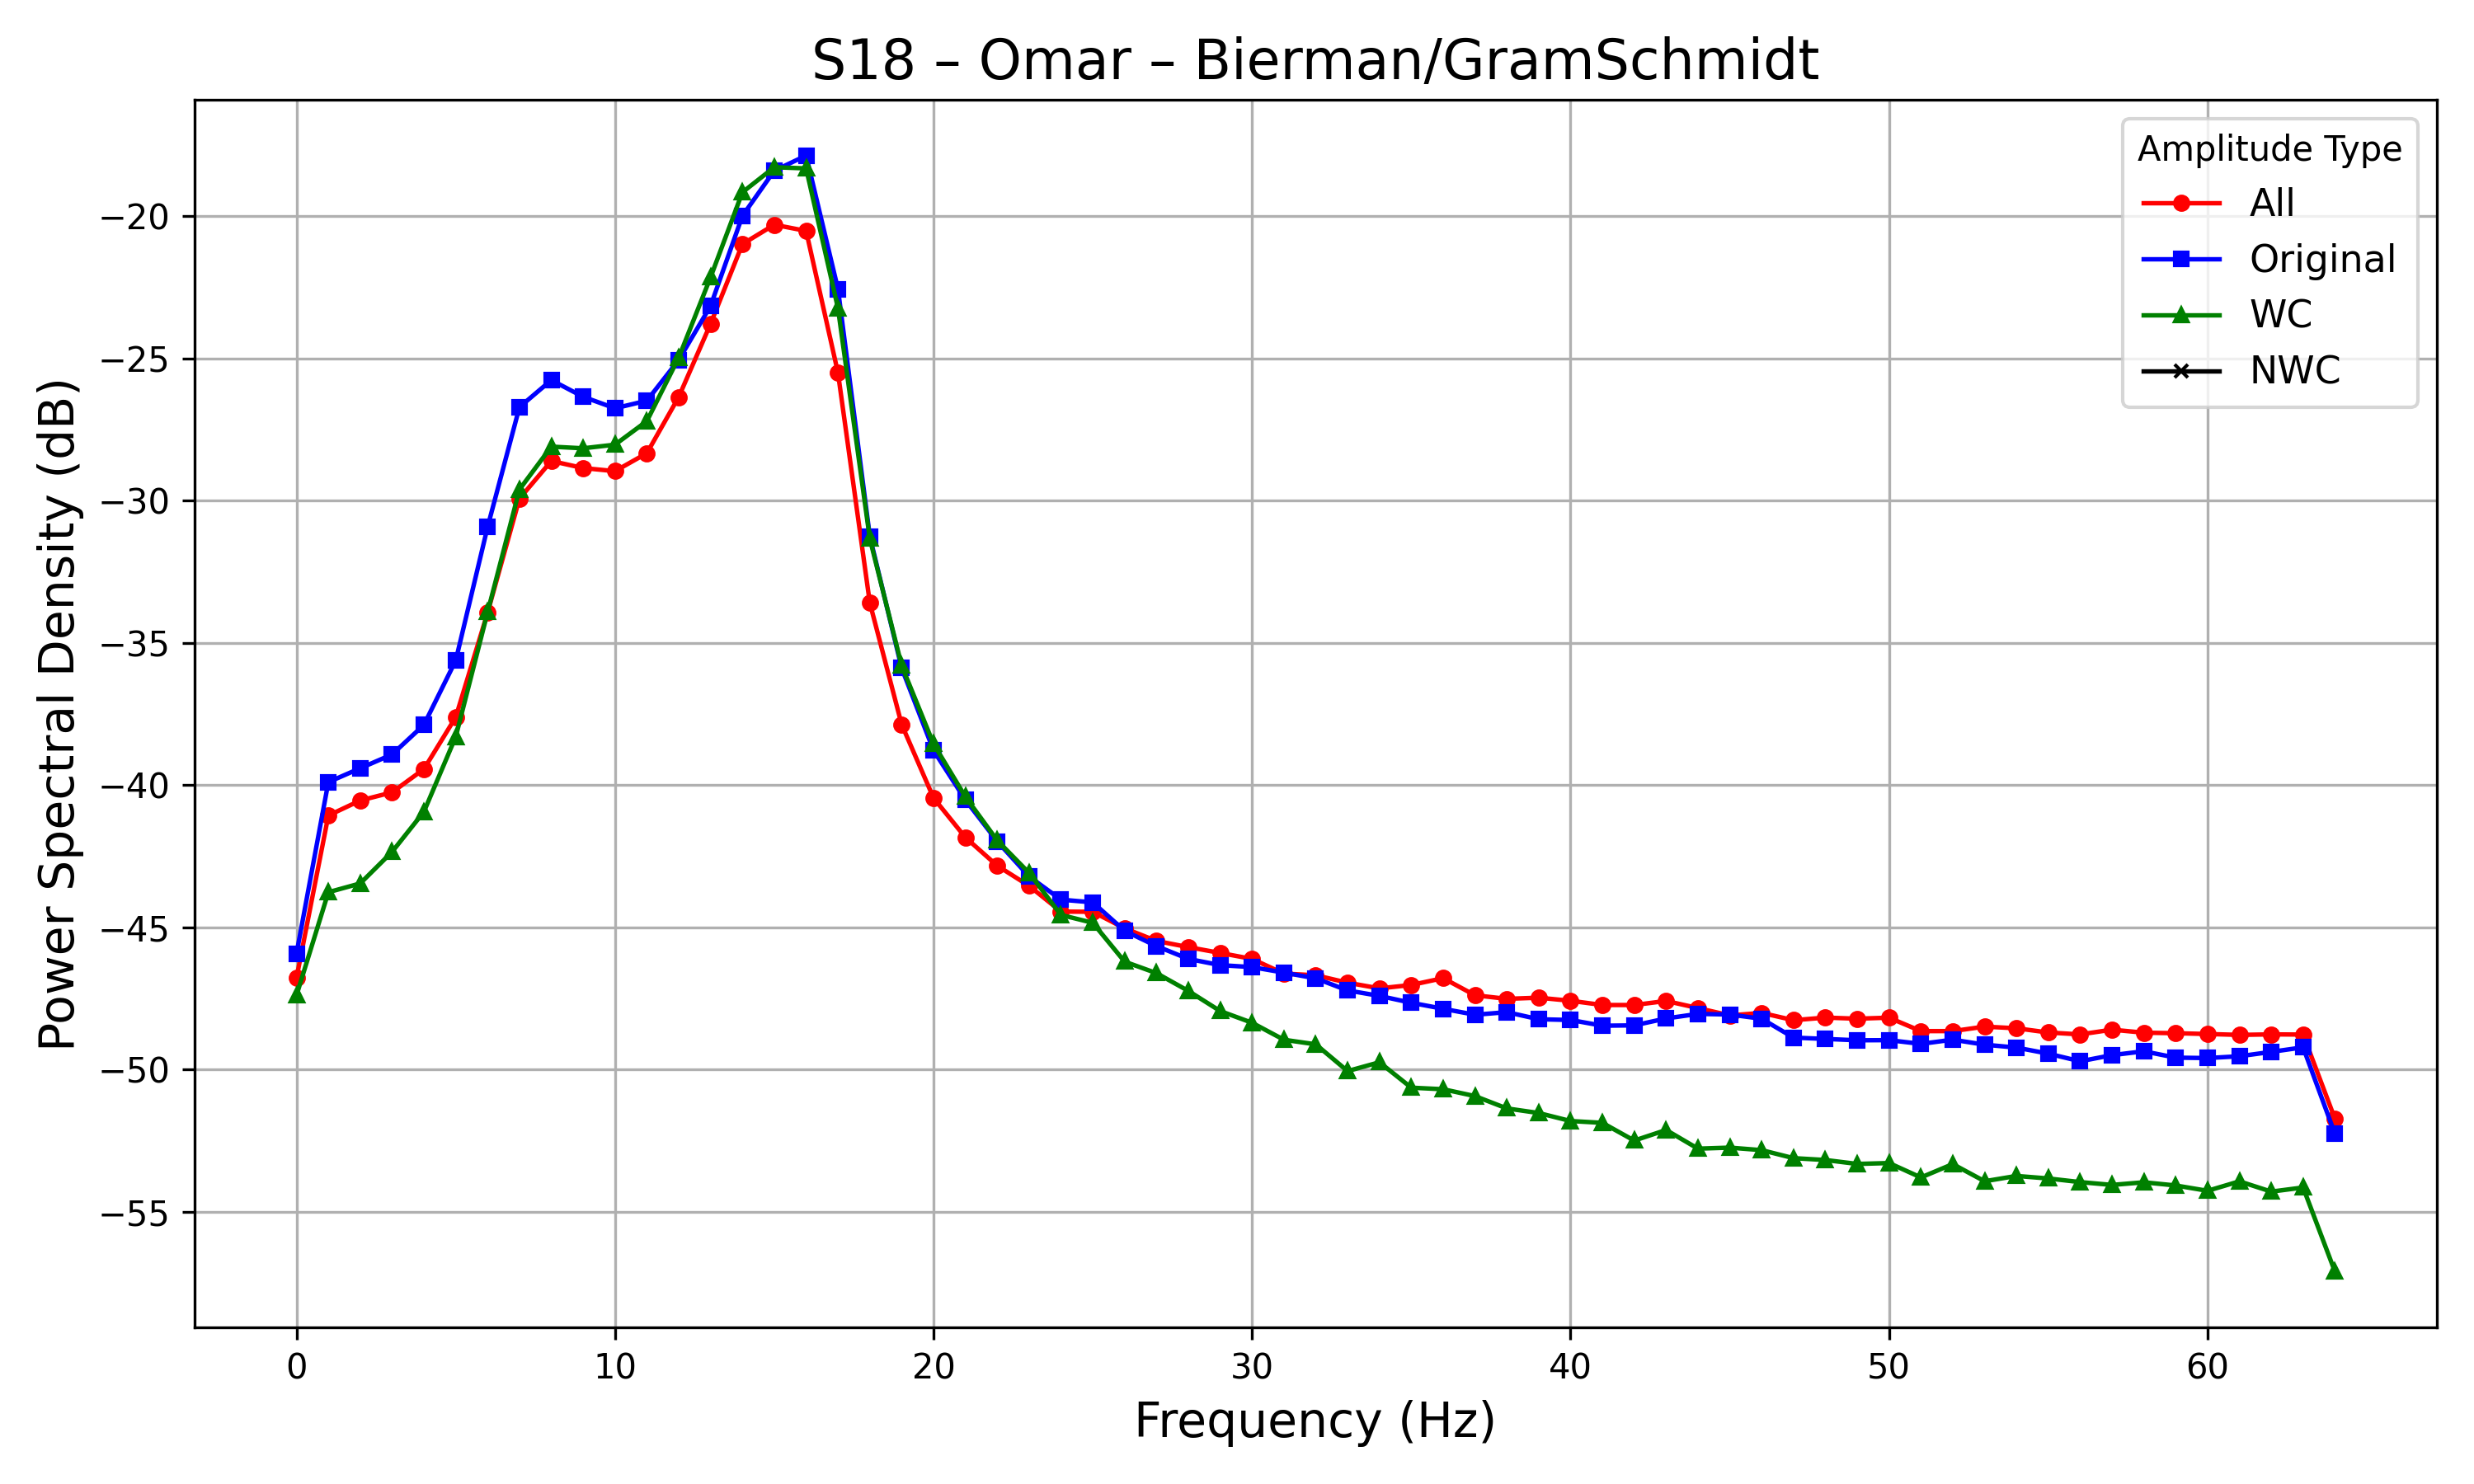 S18 – Omar – Bierman/GramSchmidt
Power Spectral Density (dB)
−20
−25
−30
−35
−40
−45
−50
−55
Amplitude Type
All
Original
WC
NWC
0 10 20 30 40 50 60
Frequency (Hz)